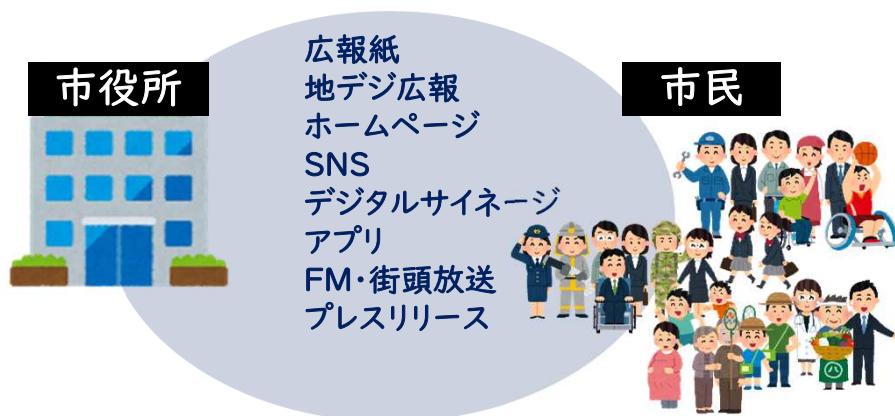 市役所
広報紙
地デジ広報
ホームページ
SNS
デジタルサイネージ
アプリ
FM・街頭放送
プレスリリース
市民
八